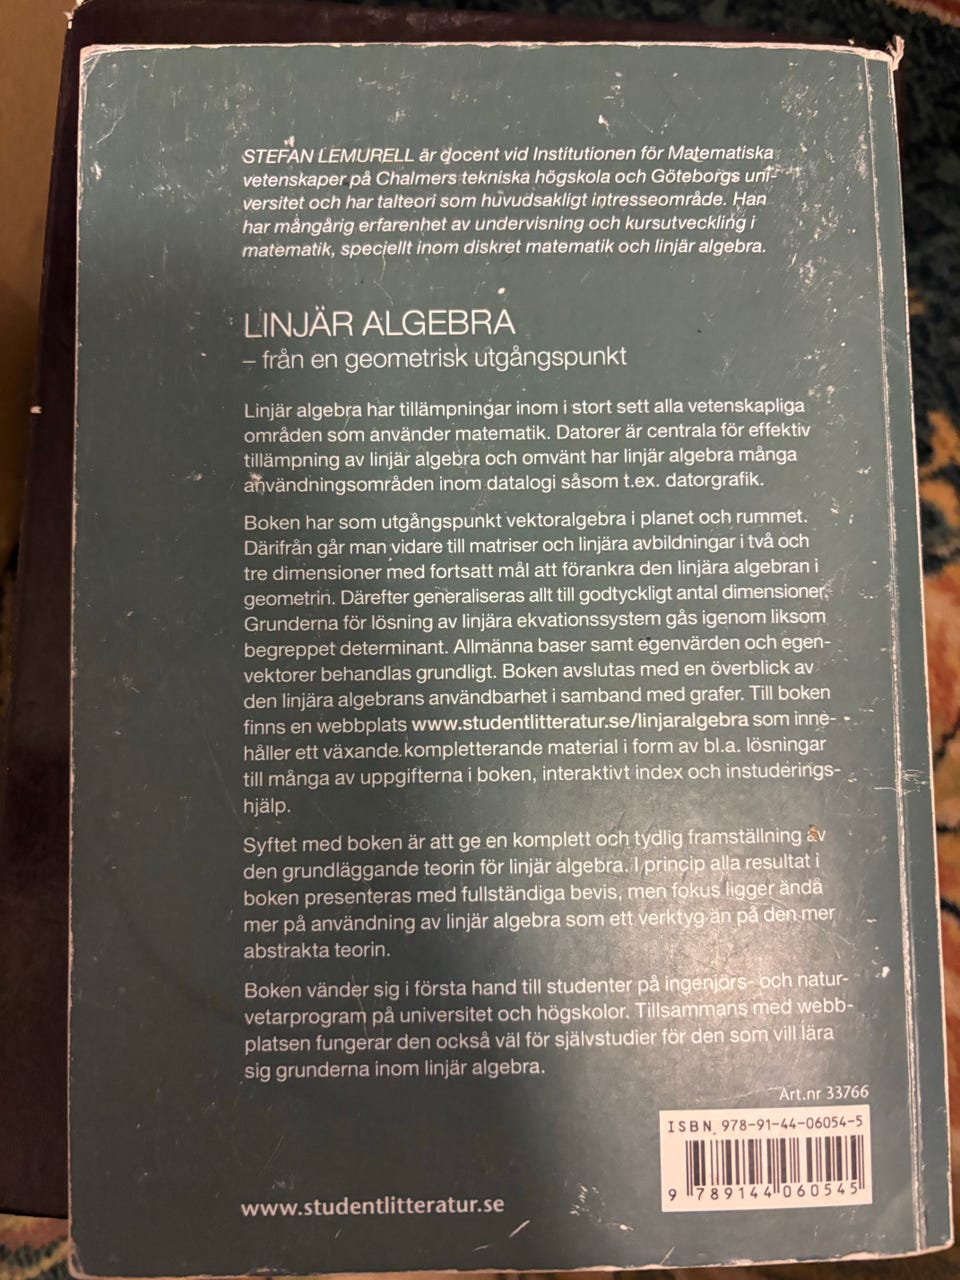 STEFAN LEMURELL är docent vid Institutionen för Matematiska
vetenskaper på Chalmers tekniska högskola och Göteborgs uni-
versitet och har talteori som huvudsakligt intresseområde. Han
har mångårig erfarenhet av undervisning och kursutveckling i
matematik, speciellt inom diskret matematik och linjär algebra.
LINJÄR ALGEBRA
– från en geometrisk utgångspunkt
Linjär algebra har tillämpningar inom i stort sett alla vetenskapliga
områden som använder matematik. Datorer är centrala för effektiv
tillämpning av linjär algebra och omvänt har linjär algebra många
användningsområden inom datalogi såsom t.ex. datorgrafik.
Boken har som utgångspunkt vektoralgebra i planet och rummet.
Därifrån går man vidare till matriser och linjära avbildningar i två och
tre dimensioner med fortsatt mål att förankra den linjära algebran i
geometrin. Därefter generaliseras allt till godtyckligt antal dimensioner.
Grunderna för lösning av linjära ekvationssystem gås igenom liksom
begreppet determinant. Allmänna baser samt egenvärden och egen-
vektorer behandlas grundligt. Boken avslutas med en överblick av
den linjära algebrans användbarhet i samband med grafer. Till boken
finns en webbplats www.studentlitteratur.se/linjaralgebra som inne-
håller ett växande kompletterande material i form av bl.a. lösningar
till många av uppgifterna i boken, interaktivt index och instuderings-
hjälp.
Syftet med boken är att ge en komplett och tydlig framställning av
den grundläggande teorin för linjär algebra. I princip alla resultat i
boken presenteras med fullständiga bevis, men fokus ligger ändå
mer på användning av linjär algebra som ett verktyg än på den mer
abstrakta teorin.
Boken vänder sig i första hand till studenter på ingenjörs- och natur-
vetarprogram på universitet och högskolor. Tillsammans med webb-
platsen fungerar den också väl för självstudier för den som vill lära
sig grunderna inom linjär algebra.
Art.nr 33766
ISBN 978-91-44-06054-5
9 789144 060545
www.studentlitteratur.se